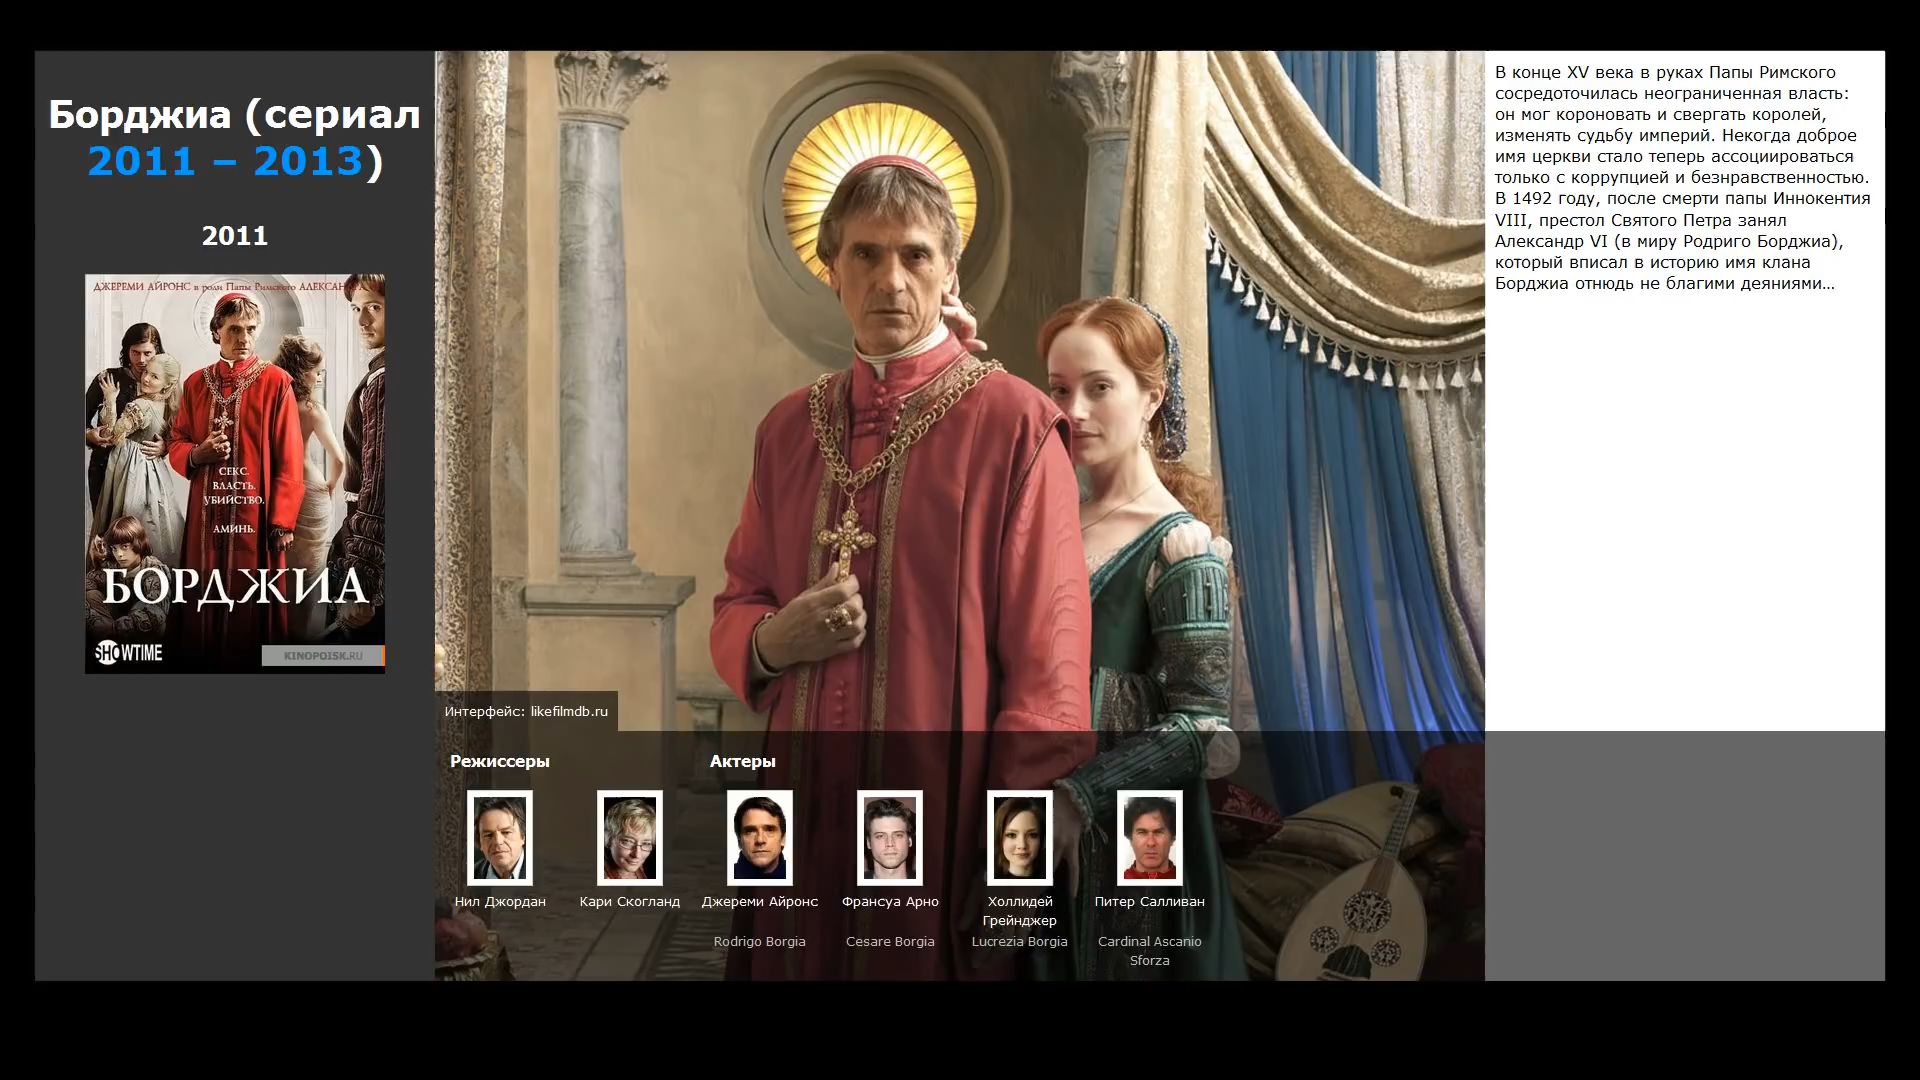 Борджиа (сериал
2011 – 2013)
2011
ДЖЕРЕМИ АЙРОНС в роли Папы Римского
СЕКС.
ВЛАСТЬ.
УБИЙСТВО.
АМИНЬ.
БОРДЖИА
SHOWTIME
KINOPOISK.RU
Интерфейс: likefilmdb.ru
Режиссеры
Актеры
Нил Джордан
Кари Скогланд
Джереми Айронс
Rodrigo Borgia
Франсуа Арно
Cesare Borgia
Холлидей
Грейнджер
Lucrezia Borgia
Питер Салливан
Cardinal Ascanio
Sforza
В конце XV века в руках Папы Римского
сосредоточилась неограниченная власть:
он мог короновать и свергать королей,
изменять судьбу империй. Некогда доброе
имя церкви стало теперь ассоциироваться
только с коррупцией и безнравственностью.
В 1492 году, после смерти папы Иннокентия
VIII, престол Святого Петра занял
Александр VI (в миру Родриго Борджиа),
который вписал в историю имя клана
Борджиа отнюдь не благими деяниями…